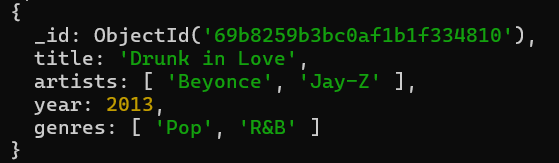 {
  _id: ObjectId('69b8259b3bc0af1b1f334810'),
  title: 'Drunk in Love',
  artists: [ 'Beyonce', 'Jay-Z' ],
  year: 2013,
  genres: [ 'Pop', 'R&B' ]
}